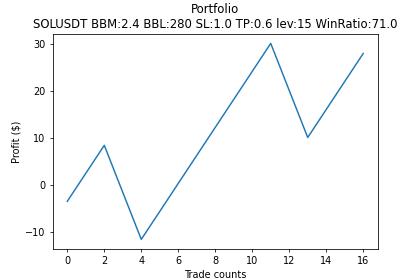 Portfolio
SOLUSDT BBM:2.4 BBL:280 SL:1.0 TP:0.6 lev:15 WinRatio:71.0
30
20
10
0
−10
Profit ($)
0 2 4 6 8 10 12 14 16
Trade counts